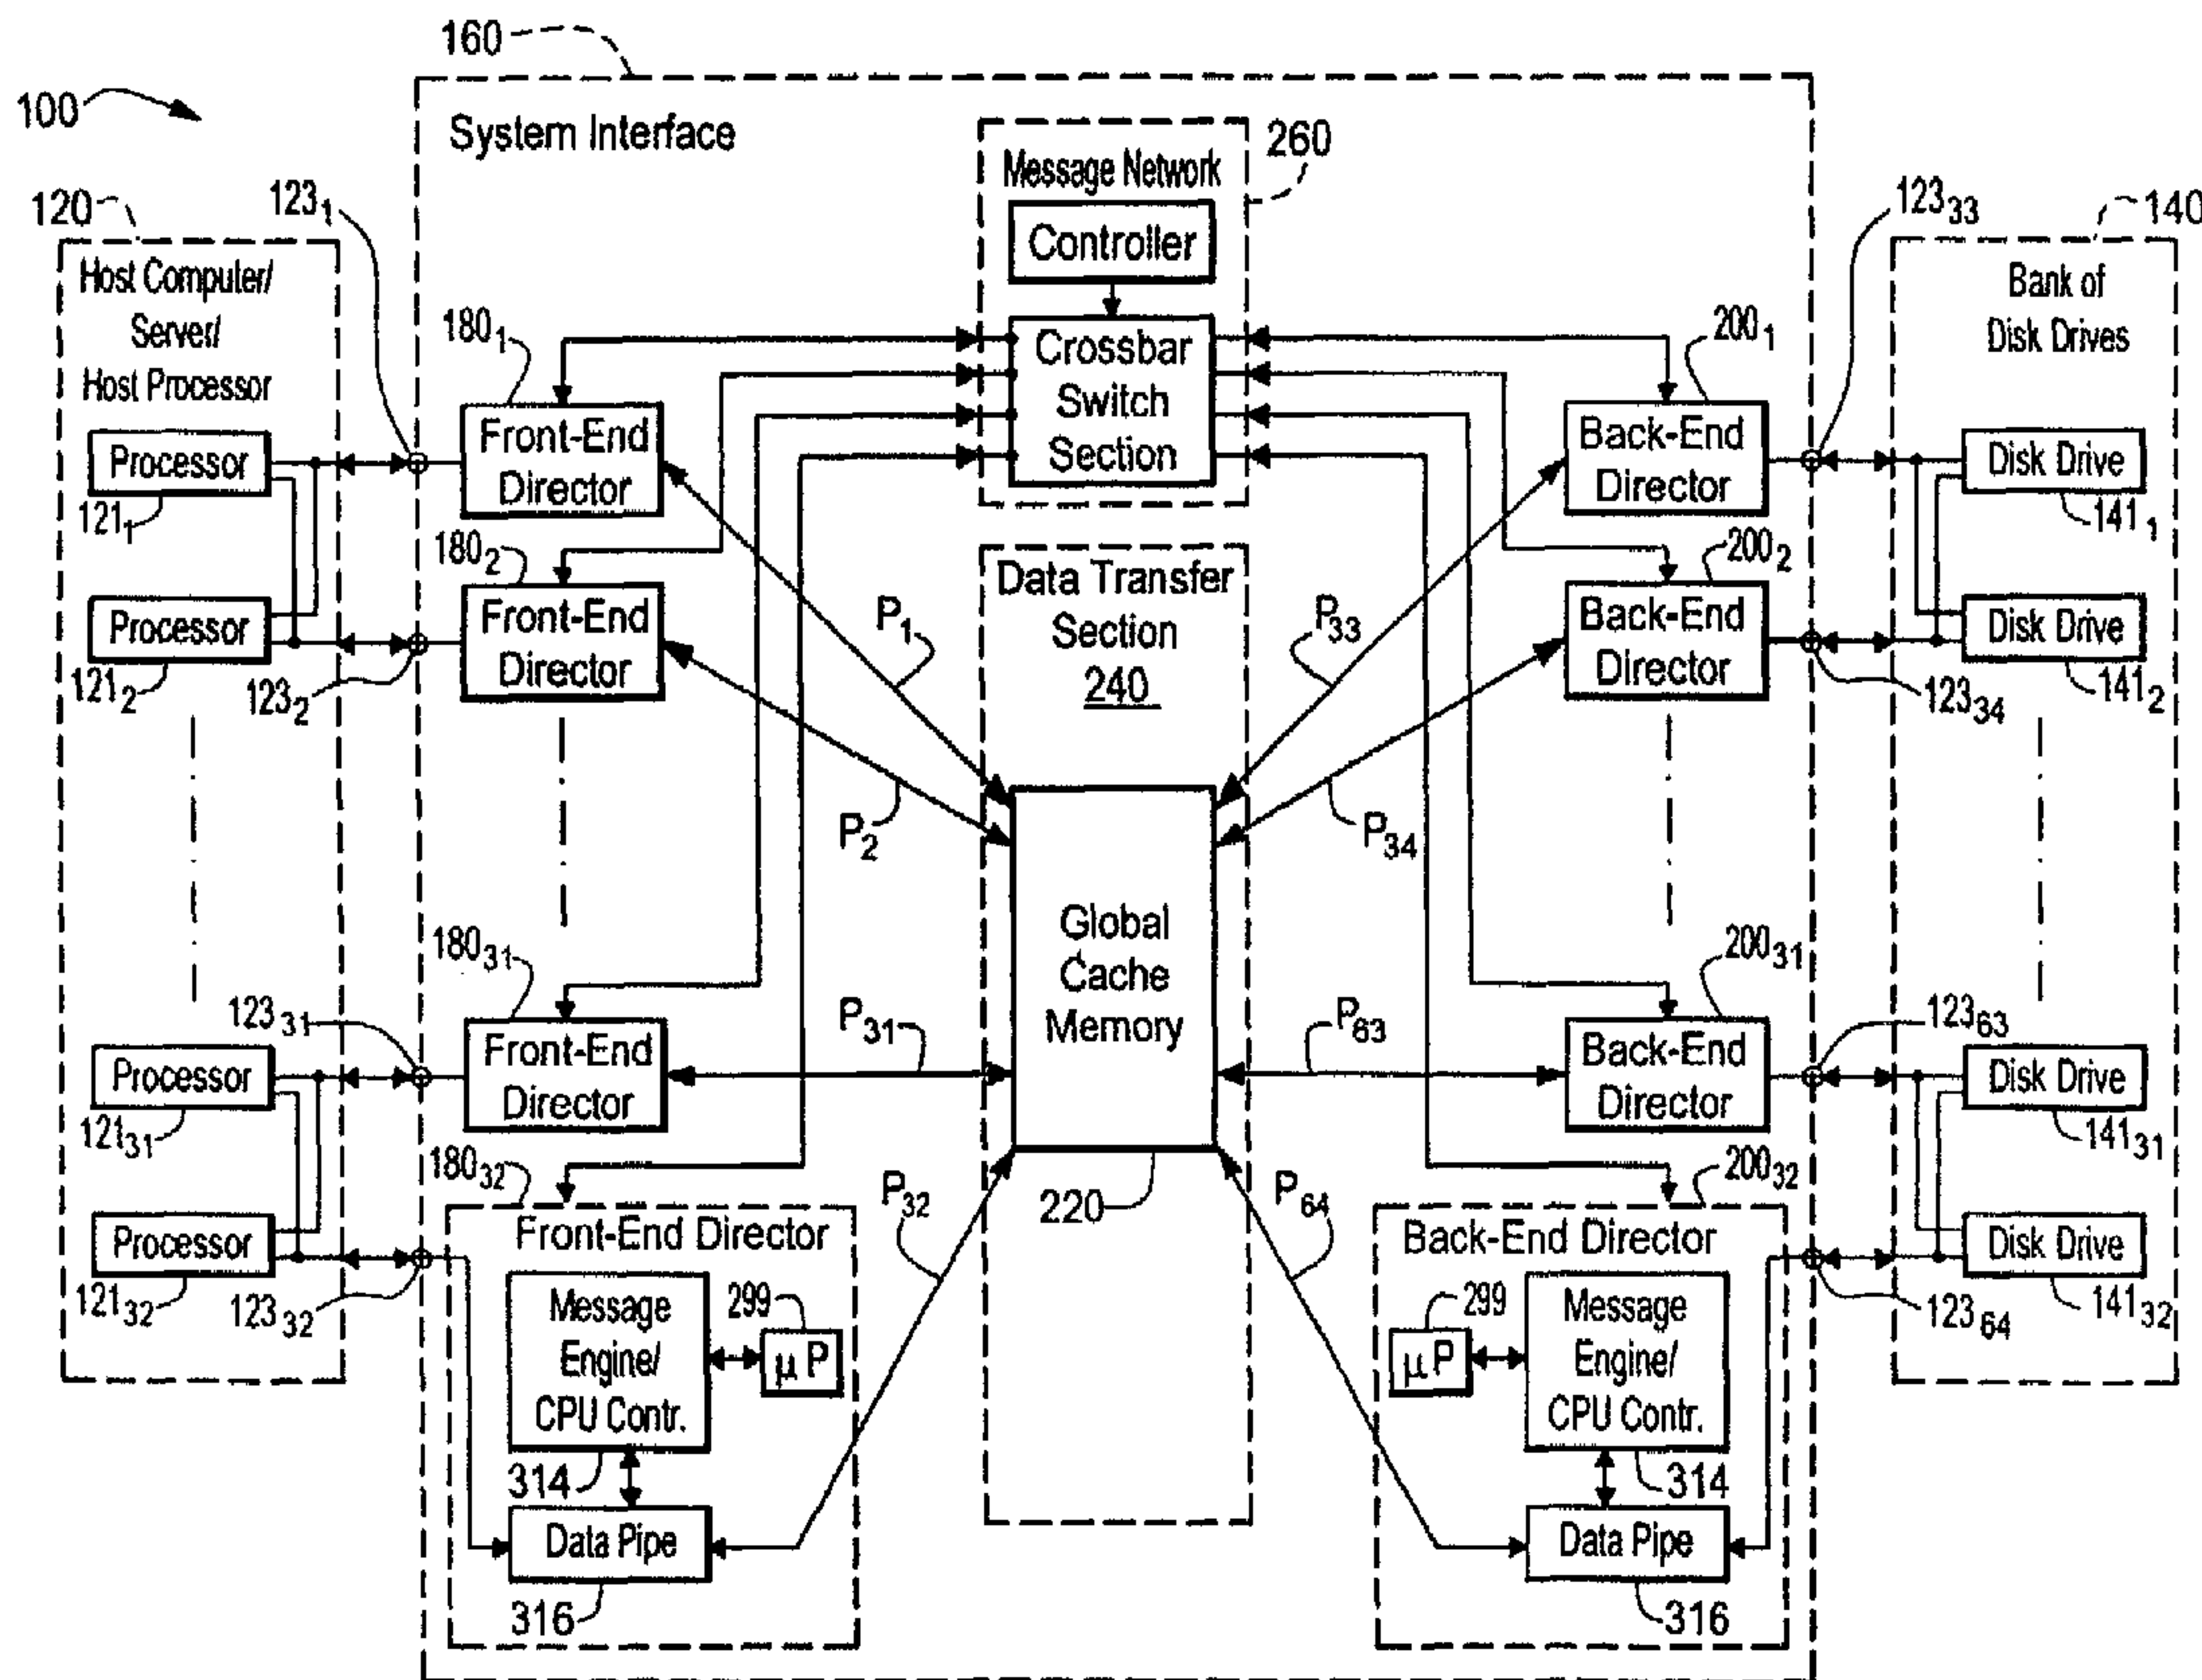 160
100
System Interface
260
Message Network
Controller
120
123₁
123₃₃
140
Host Computer/
Server/
Host Processor
Bank of
Disk Drives
180₁
Crossbar
Switch
Section
200₁
Processor
121₁
Front-End
Director
Back-End
Director
Disk Drive
141₁
180₂
200₂
Processor
121₂
123₂
Front-End
Director
P₁
Data Transfer
Section
240
P₃₃
Back-End
Director
123₃₄
Disk Drive
141₂
P₂
P₃₄
Global
Cache
Memory
220
180₃₁
200₃₁
123₃₁
123₆₃
Processor
121₃₁
Front-End
Director
P₃₁
P₆₃
Back-End
Director
Disk Drive
141₃₁
180₃₂
200₃₂
P₃₂
P₆₄
Processor
121₃₂
123₃₂
Front-End Director
Message
Engine/
CPU Contr.
314
299
μP
Data Pipe
316
Back-End Director
299
μP
Message
Engine/
CPU Contr.
314
Data Pipe
316
123₆₄
Disk Drive
141₃₂